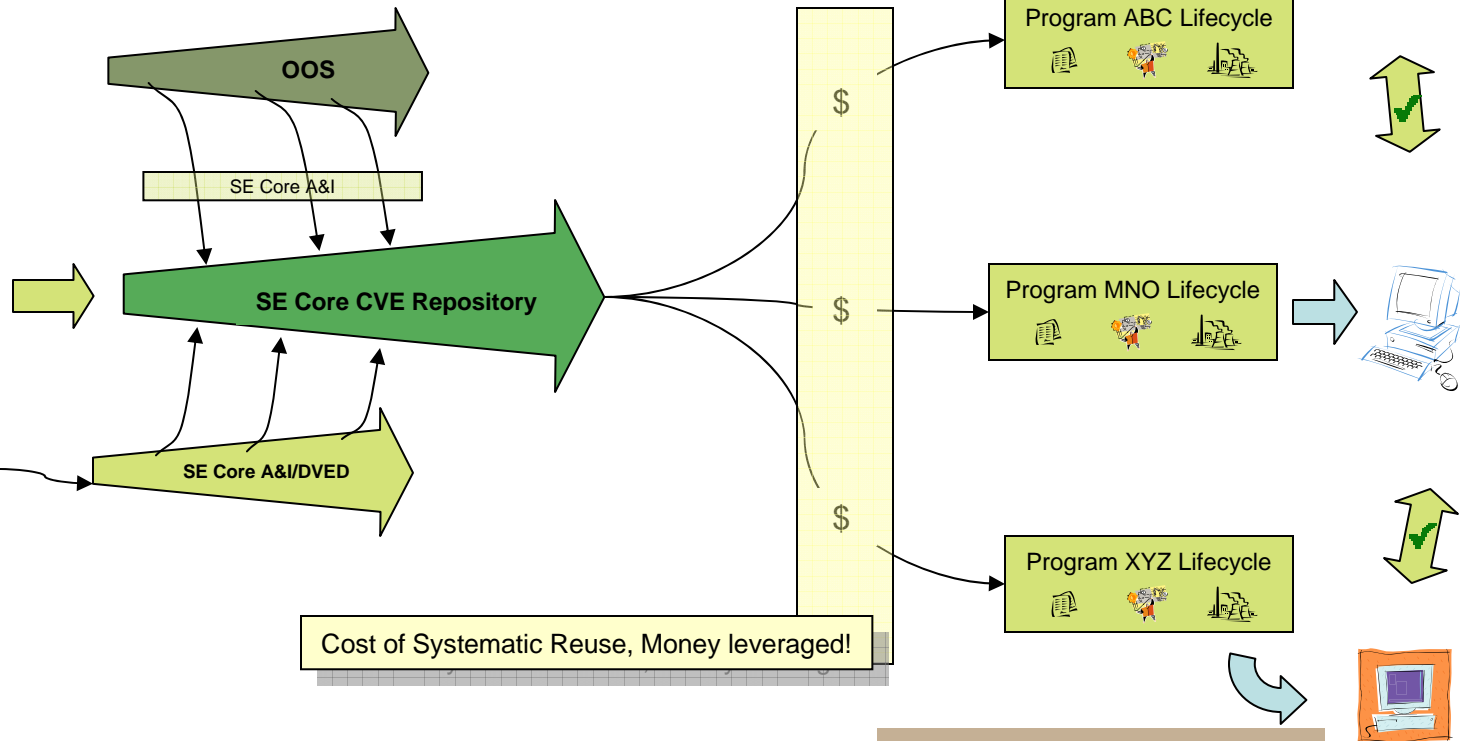 Program ABC Lifecycle
OOS
$
SE Core A&I
Program MNO Lifecycle
SE Core CVE Repository
$
SE Core A&I/DVED
$
Program XYZ Lifecycle
Cost of Systematic Reuse, Money leveraged!